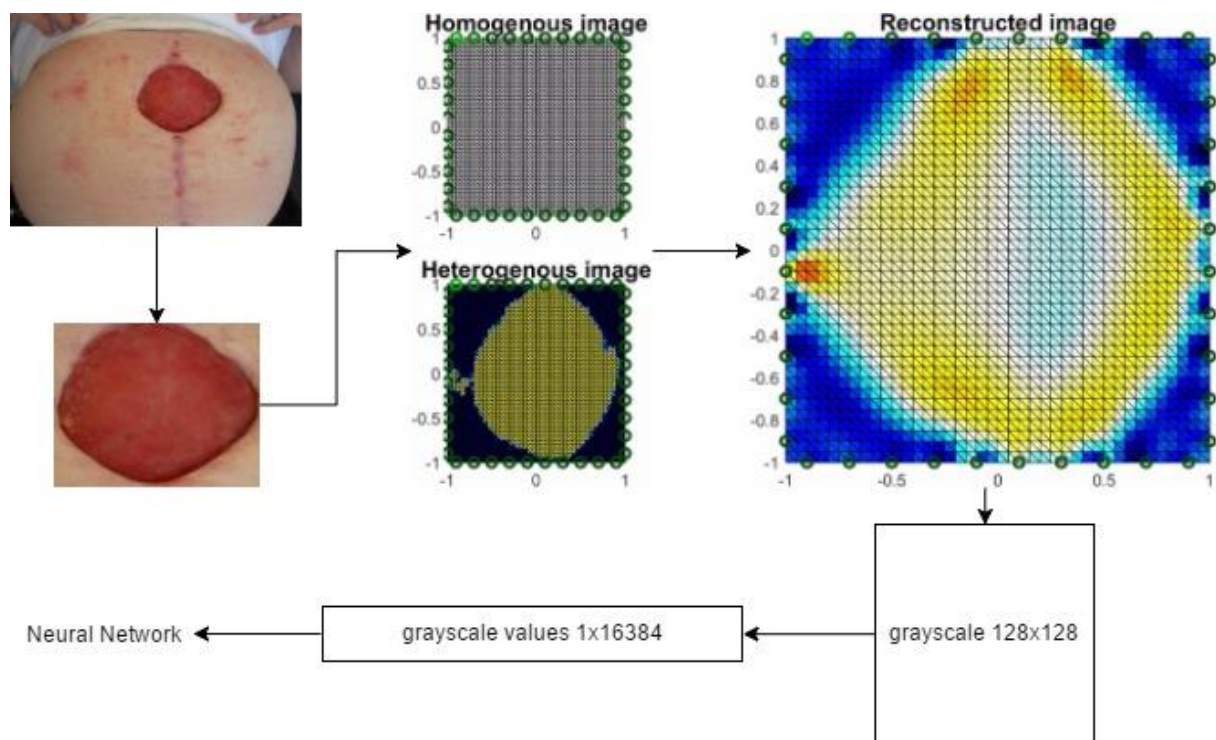 Homogenous image
1
0.5
0
-0.5
-1
-1 0 1
Heterogenous image
1
0.5
0
-0.5
-1
-1 0 1
Reconstructed image
1
0.8
0.6
0.4
0.2
0
-0.2
-0.4
-0.6
-0.8
-1
-1 -0.5 0 0.5 1
grayscale 128x128
grayscale values 1x16384
Neural Network